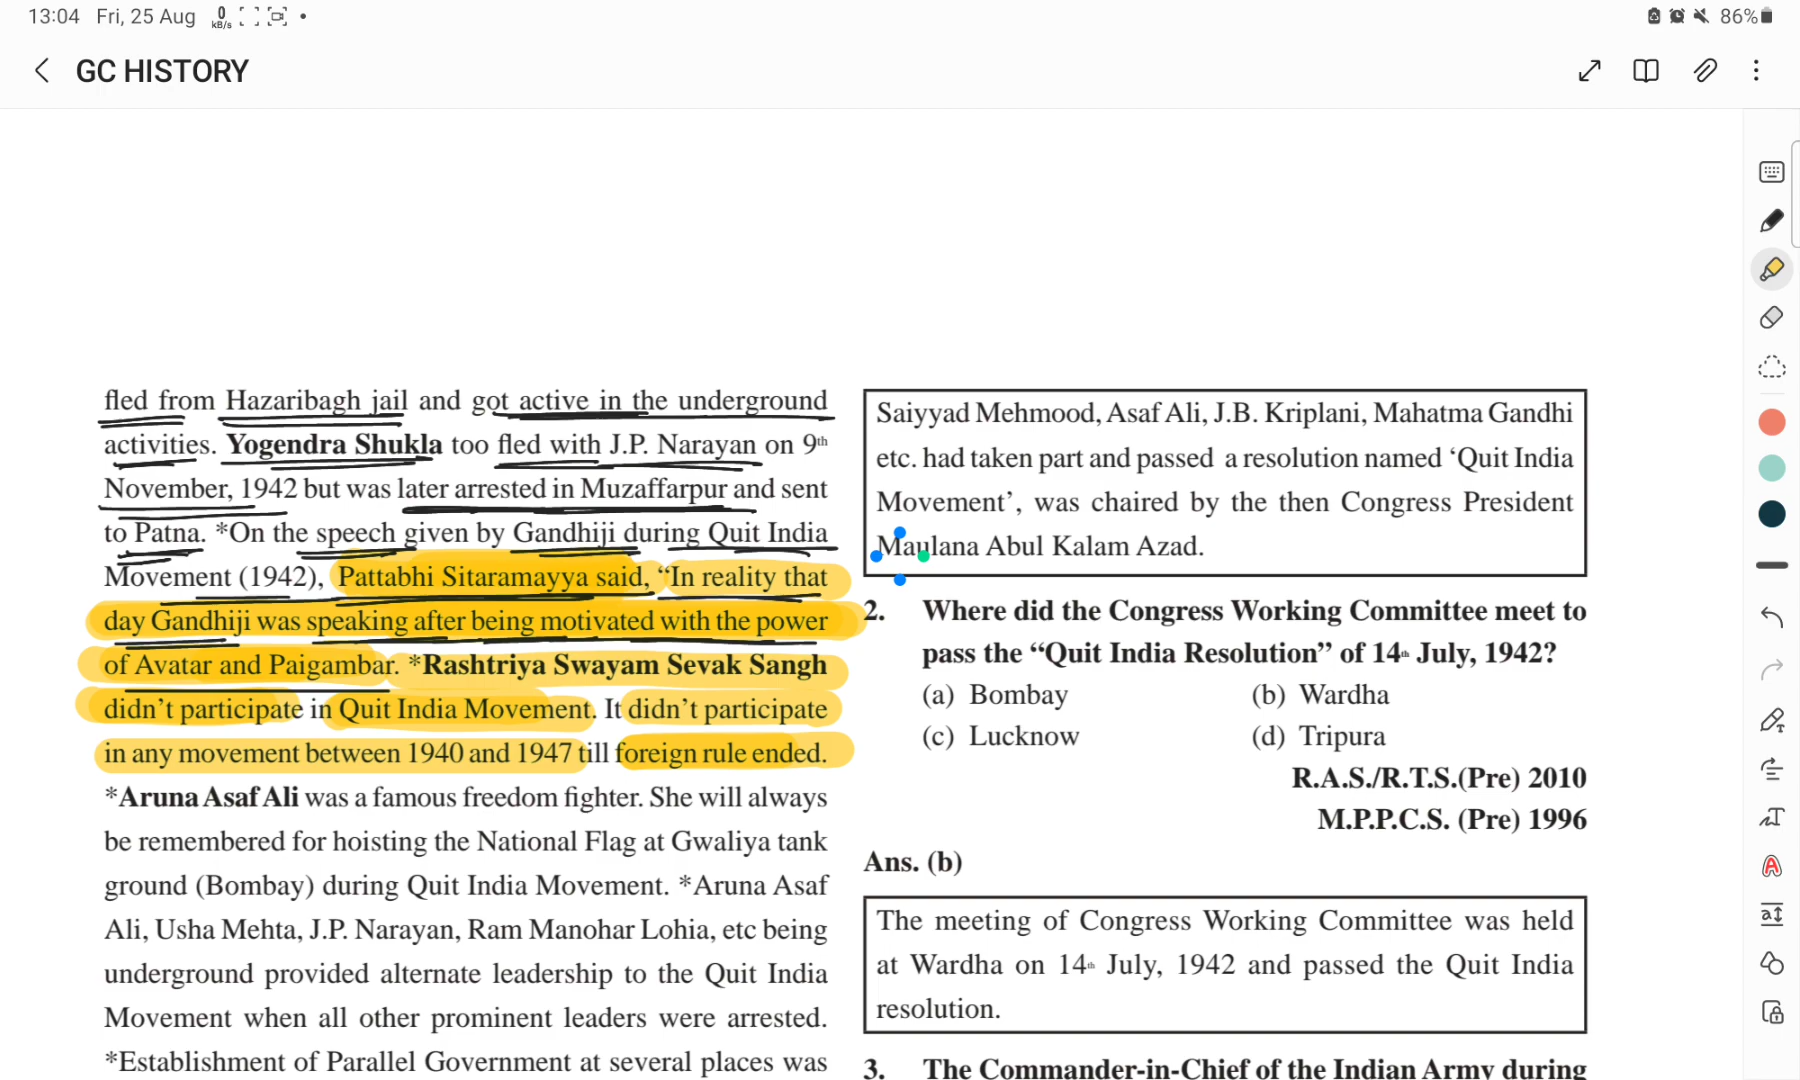 13:04 Fri, 25 Aug 0 kB/s 86%
GC HISTORY
fled from Hazaribagh jail and got active in the underground
activities. Yogendra Shukla too fled with J.P. Narayan on 9th
November, 1942 but was later arrested in Muzaffarpur and sent
to Patna. *On the speech given by Gandhiji during Quit India
Movement (1942), Pattabhi Sitaramayya said, “In reality that
day Gandhiji was speaking after being motivated with the power
of Avatar and Paigambar. *Rashtriya Swayam Sevak Sangh
didn’t participate in Quit India Movement. It didn’t participate
in any movement between 1940 and 1947 till foreign rule ended.
*Aruna Asaf Ali was a famous freedom fighter. She will always
be remembered for hoisting the National Flag at Gwaliya tank
ground (Bombay) during Quit India Movement. *Aruna Asaf
Ali, Usha Mehta, J.P. Narayan, Ram Manohar Lohia, etc being
underground provided alternate leadership to the Quit India
Movement when all other prominent leaders were arrested.
*Establishment of Parallel Government at several places was
Saiyyad Mehmood, Asaf Ali, J.B. Kriplani, Mahatma Gandhi
etc. had taken part and passed a resolution named ‘Quit India
Movement’, was chaired by the then Congress President
Maulana Abul Kalam Azad.
2. Where did the Congress Working Committee meet to
pass the “Quit India Resolution” of 14th July, 1942?
(a) Bombay (b) Wardha
(c) Lucknow (d) Tripura
R.A.S./R.T.S.(Pre) 2010
M.P.P.C.S. (Pre) 1996
Ans. (b)
The meeting of Congress Working Committee was held
at Wardha on 14th July, 1942 and passed the Quit India
resolution.
3. The Commander-in-Chief of the Indian Army during